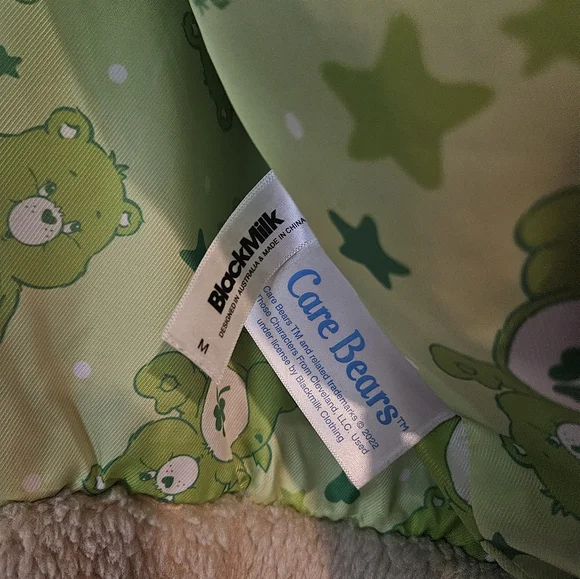 BlackMilk
DESIGNED IN AUSTRALIA & MADE IN CHINA
M
Care Bears™
Care Bears TM and related trademarks © 2022
Those Characters From Cleveland, LLC. Used
under license by Blackmilk Clothing